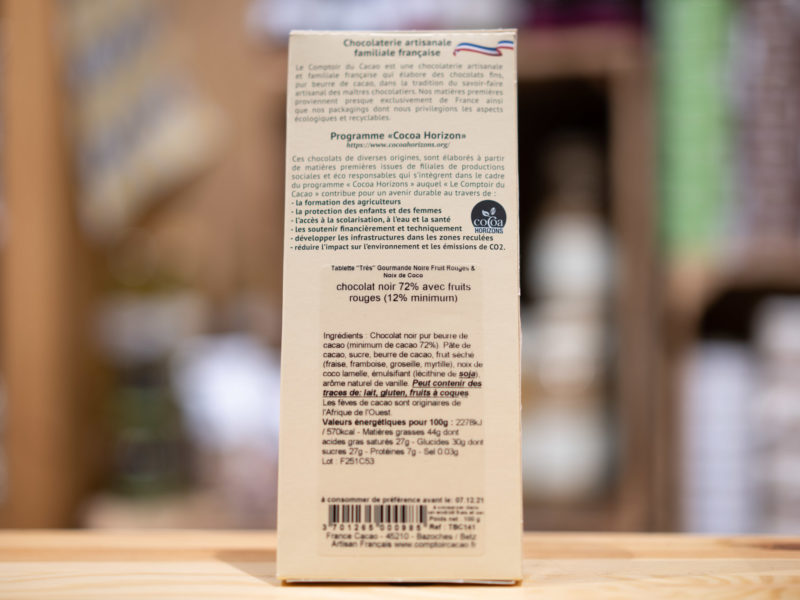 Chocolaterie artisanale
familiale française
Le Comptoir du Cacao est une chocolaterie artisanale
et familiale française qui élabore des chocolats fins,
pur beurre de cacao, dans la tradition du savoir-faire
artisanal des maîtres chocolatiers. Nos matières premières
proviennent presque exclusivement de France ainsi
que nos packagings dont nous privilégions les aspects
écologiques et recyclables.
Programme «Cocoa Horizon»
https://www.cocoahorizons.org/
Ces chocolats de diverses origines, sont élaborés à partir
de matières premières issues de filiales de productions
sociales et éco responsables qui s'intègrent dans le cadre
du programme « Cocoa Horizons » auquel « Le Comptoir du
Cacao » contribue pour un avenir durable au travers de :
- la formation des agriculteurs
- la protection des enfants et des femmes
- l'accès à la scolarisation, à l'eau et la santé
- les soutenir financièrement et techniquement
- développer les infrastructures dans les zones reculées
- réduire l'impact sur l'environnement et les émissions de CO2.
cocoa
HORIZONS
Tablette "Très" Gourmande Noire Fruit Rouges &
Noix de Coco
chocolat noir 72% avec fruits
rouges (12% minimum)
Ingrédients : Chocolat noir pur beurre de
cacao (minimum de cacao 72%). Pâte de
cacao, sucre, beurre de cacao, fruit séché
(fraise, framboise, groseille, myrtille), noix de
coco lamelle, émulsifiant (lécithine de soja),
arôme naturel de vanille. Peut contenir des
traces de: lait, gluten, fruits à coques
Les fèves de cacao sont originaires de
l'Afrique de l'Ouest.
Valeurs énergétiques pour 100g : 2278kJ
/ 570kcal - Matières grasses 44g dont
acides gras saturés 27g - Glucides 30g dont
sucres 27g - Protéines 7g - Sel 0.03g
Lot : F251C53
à consommer de préférence avant le: 07.12.21
à conserver dans
un endroit frais et sec
Poids net : 100 g
3 701265 000985 Ref : TBC141
France Cacao - 45210 - Bazoches / Betz
Artisan Français www.comptoircacao.fr